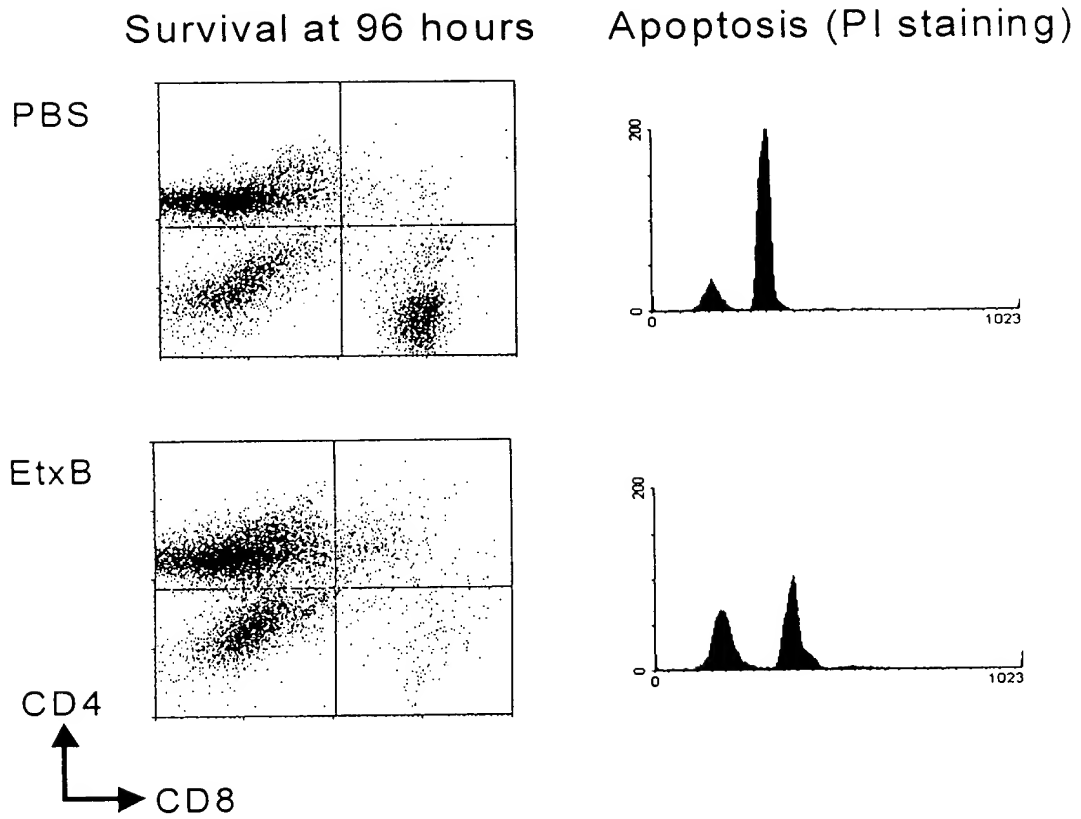 Survival at 96 hours
Apoptosis (PI staining)
PBS
200
0
0
1023
EtxB
200
0
0
1023
CD4
CD8